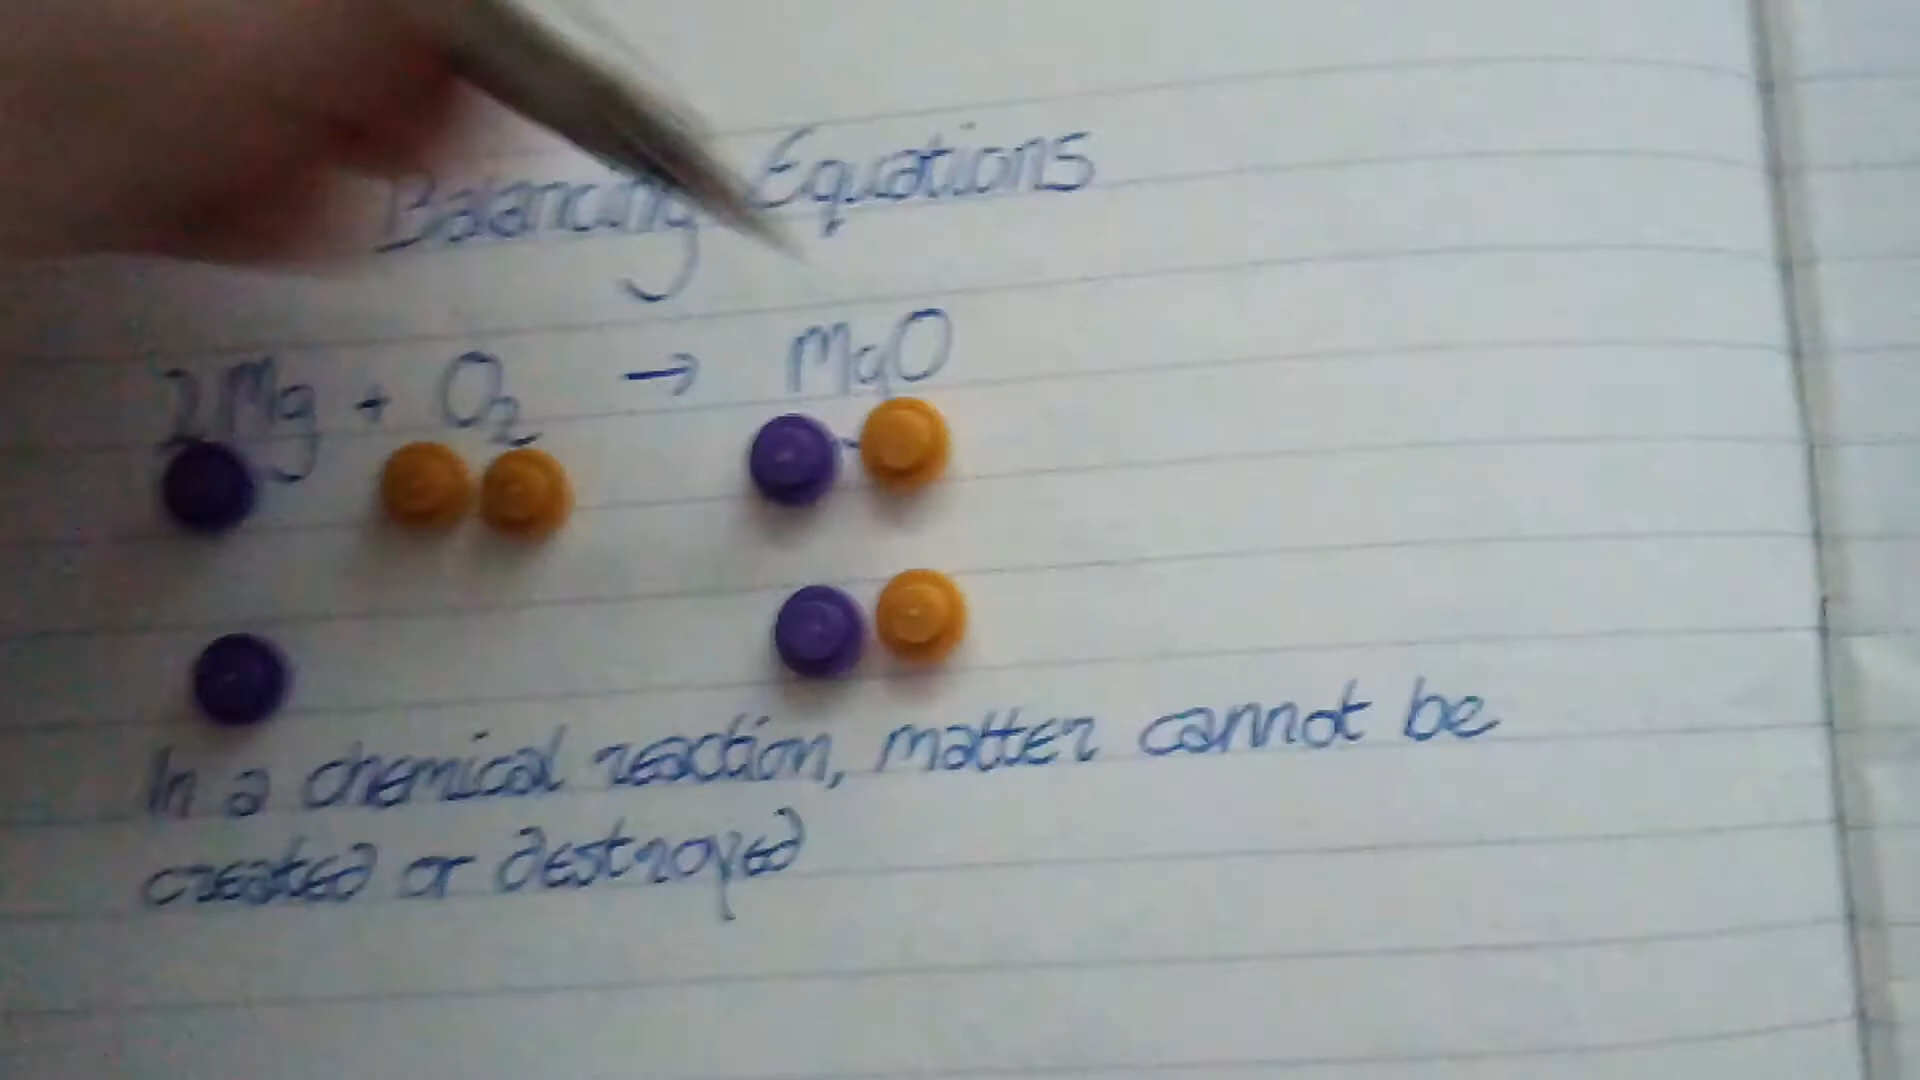 Balancing Equations
2Mg + O₂ → MgO
In a chemical reaction, matter cannot be
created or destroyed